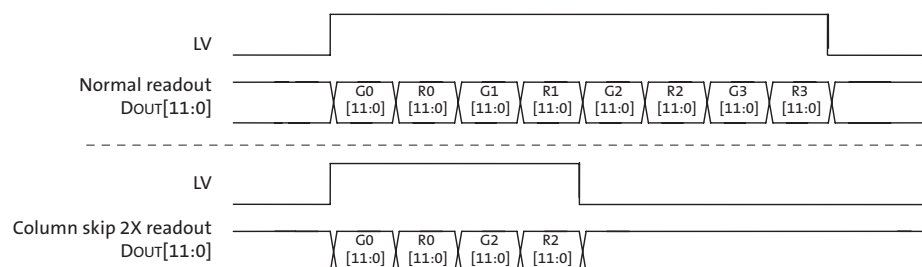 LV
Normal readout
DOUT[11:0]
G0 R0 G1 R1 G2 R2 G3 R3
[11:0] [11:0] [11:0] [11:0] [11:0] [11:0] [11:0] [11:0]
LV
Column skip 2X readout
DOUT[11:0]
G0 R0 G2 R2
[11:0] [11:0] [11:0] [11:0]